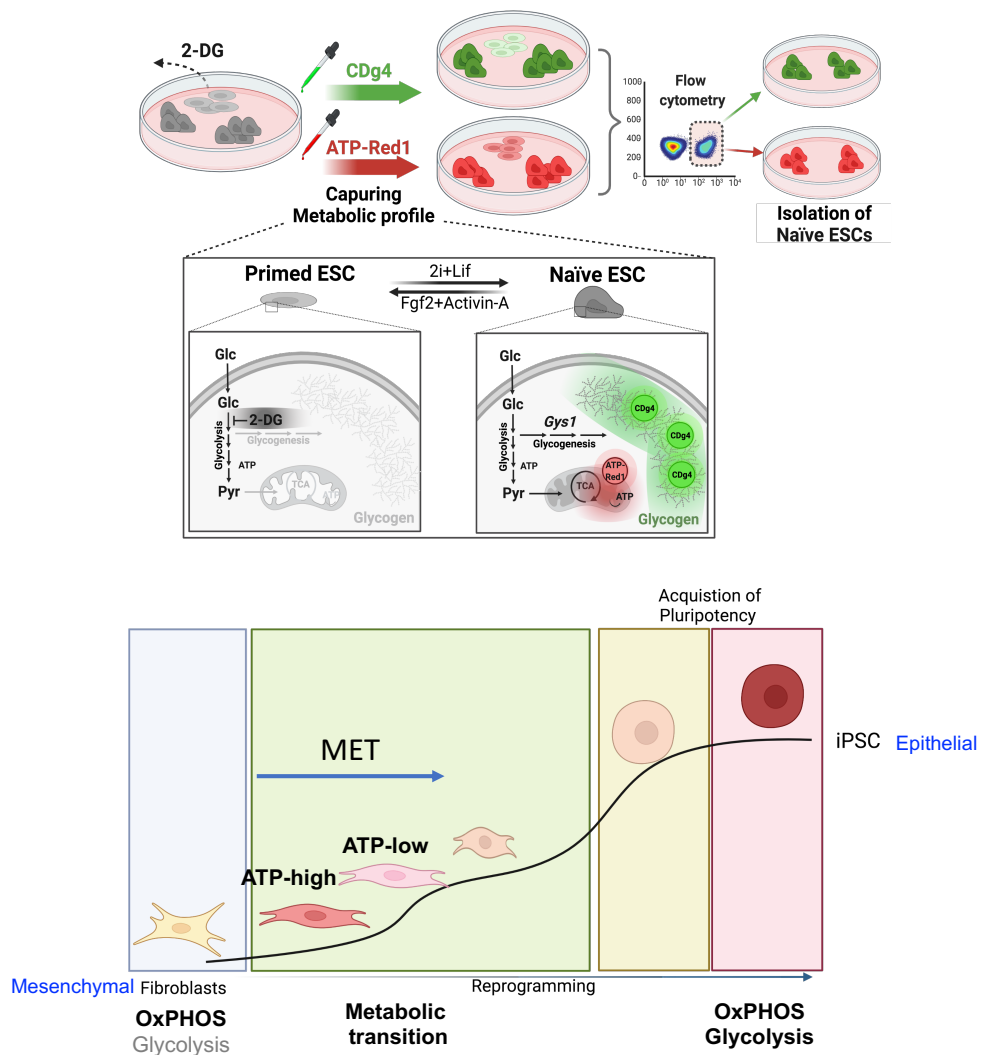 2-DG
CDg4
ATP-Red1
Capuring
Metabolic profile
Flow
cytometry
1000
800
600
400
200
0
0 10⁰ 10¹ 10² 10³ 10⁴
Isolation of
Naïve ESCs
Primed ESC
2i+Lif
Fgf2+Activin-A
Naïve ESC
Glc
Glc
2-DG
Glycolysis
Glycogenesis
ATP
Pyr
TCA
Glycogen
Glc
Glc
Gys1
Glycogenesis
Glycolysis
ATP
Pyr
TCA
ATP-
Red1
ATP
CDg4
CDg4
CDg4
Glycogen
Acquistion of
Pluripotency
MET
iPSC
Epithelial
ATP-low
ATP-high
Mesenchymal
Fibroblasts
Reprogramming
OxPHOS
Glycolysis
Metabolic
transition
OxPHOS
Glycolysis